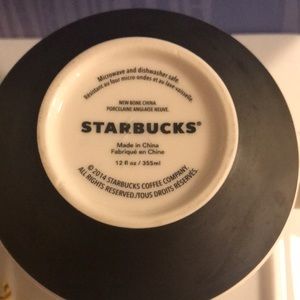 Microwave and dishwasher safe.
Résistant au four micro-ondes et au lave-vaisselle.
NEW BONE CHINA
PORCELAINE ANGLAISE NEUVE.
STARBUCKS®
Made in China
Fabriqué en Chine
12 fl oz / 355ml
© 2014 STARBUCKS COFFEE COMPANY.
ALL RIGHTS RESERVED./TOUS DROITS RÉSERVÉS.